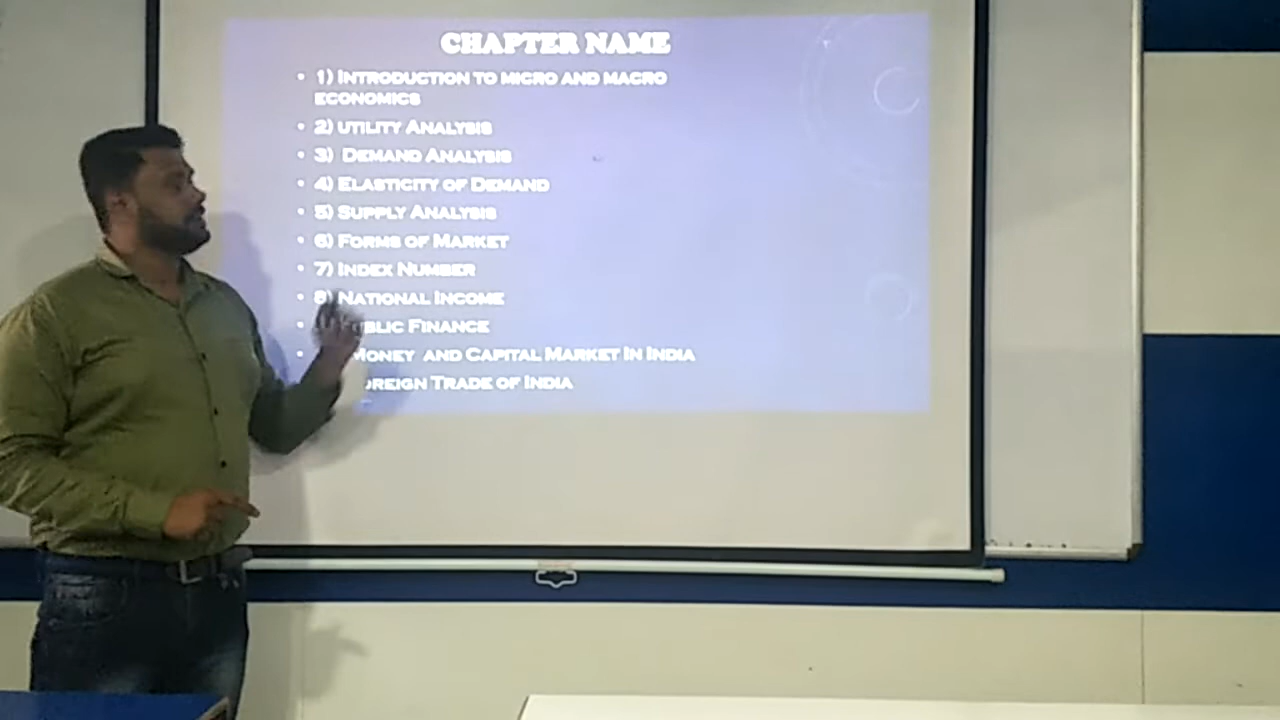 CHAPTER NAME
• 1) INTRODUCTION TO MICRO AND MACRO
ECONOMICS
• 2) UTILITY ANALYSIS
• 3) DEMAND ANALYSIS
• 4) ELASTICITY OF DEMAND
• 5) SUPPLY ANALYSIS
• 6) FORMS OF MARKET
• 7) INDEX NUMBER
• 8) NATIONAL INCOME
• PUBLIC FINANCE
• MONEY AND CAPITAL MARKET IN INDIA
FOREIGN TRADE OF INDIA